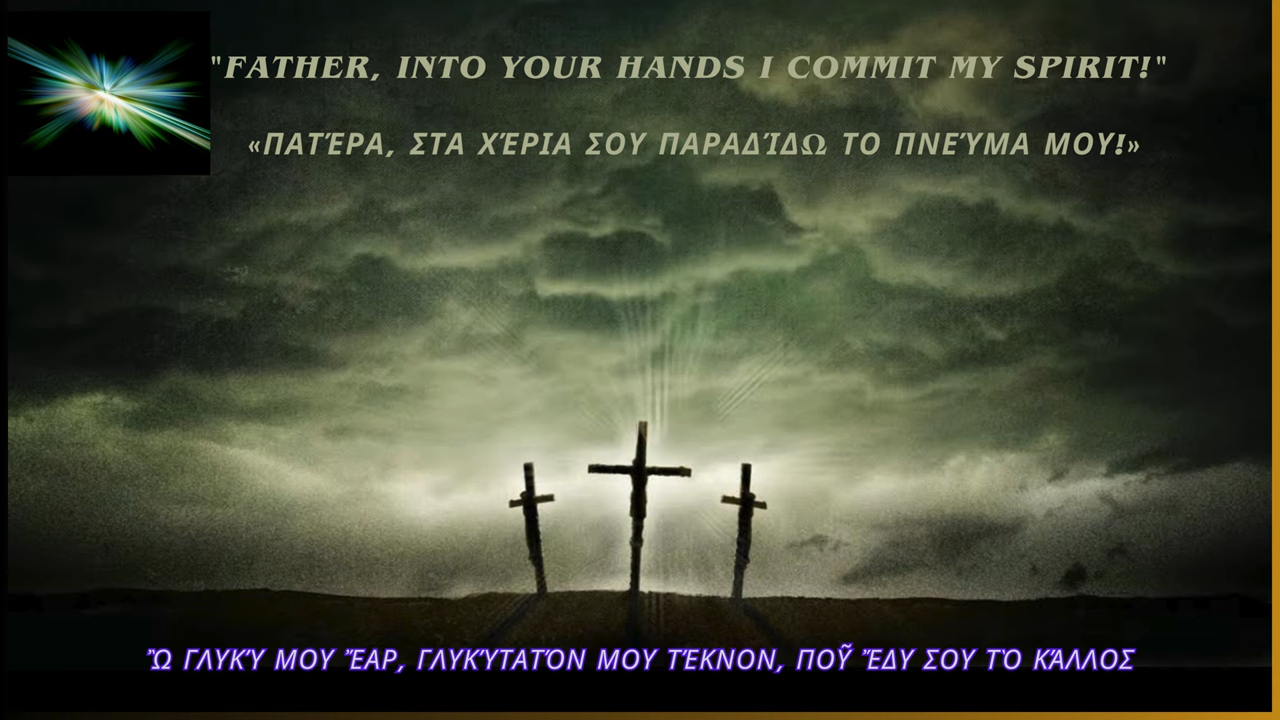 "FATHER, INTO YOUR HANDS I COMMIT MY SPIRIT!"
«ΠΑΤΈΡΑ, ΣΤΑ ΧΈΡΙΑ ΣΟΥ ΠΑΡΑΔΊΔΩ ΤΟ ΠΝΕΎΜΑ ΜΟΥ!»
Ὢ ΓΛΥΚΎ ΜΟΥ ἜΑΡ, ΓΛΥΚΎΤΑΤΌΝ ΜΟΥ ΤΈΚΝΟΝ, ΠΟΥ͂ ἜΔΥ ΣΟΥ ΤῸ ΚΆΛΛΟΣ